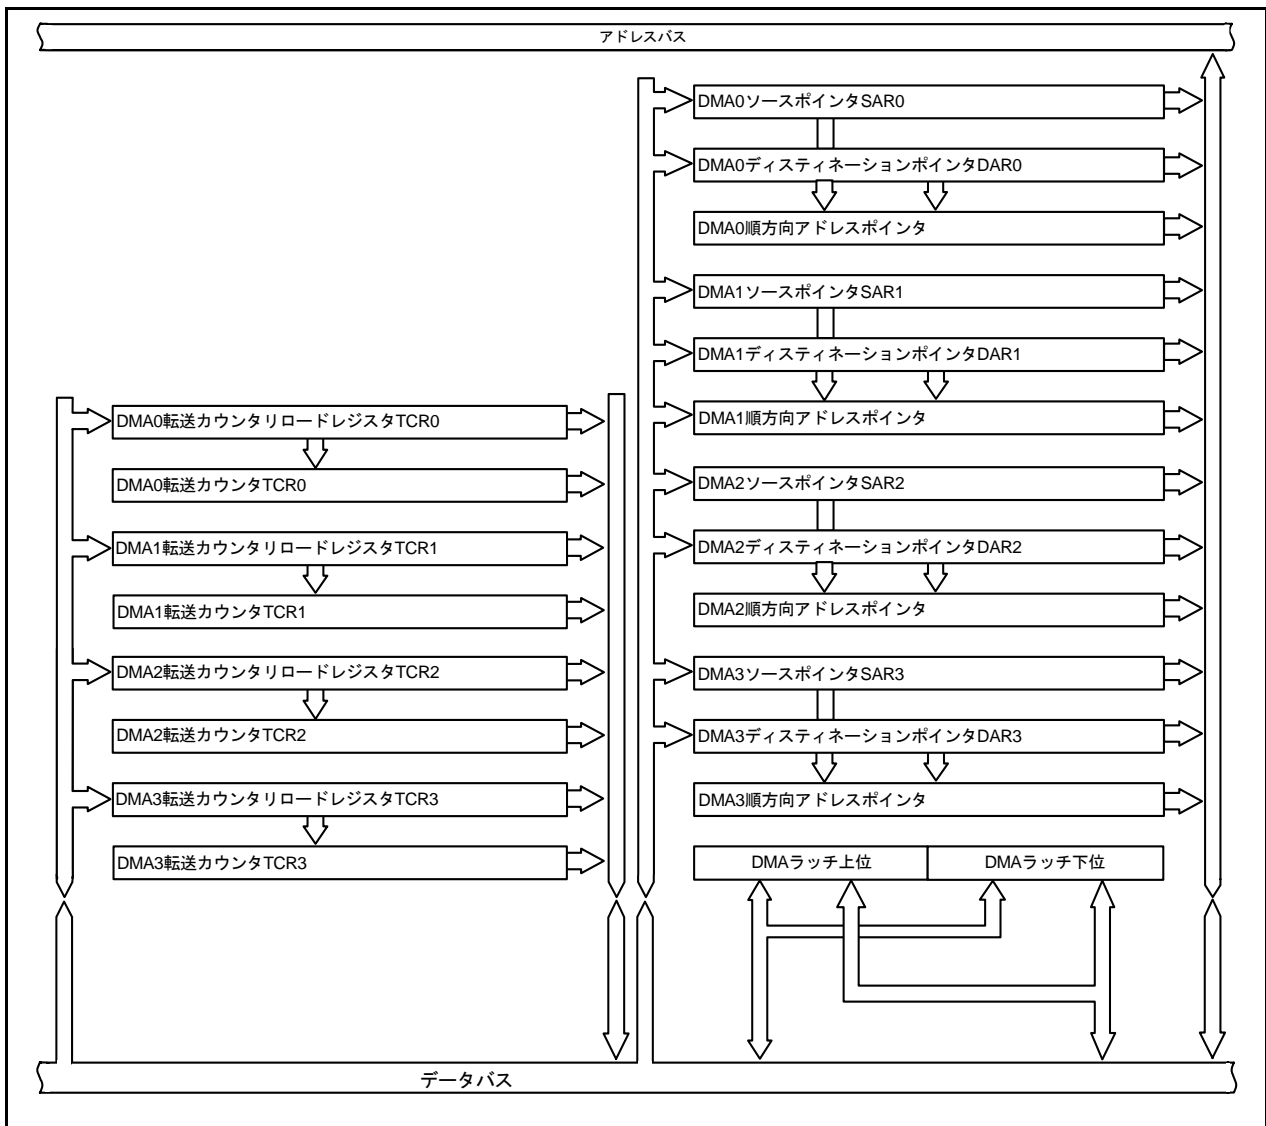 アドレスバス
DMA0ソースポインタSAR0
DMA0ディスティネーションポインタDAR0
DMA0順方向アドレスポインタ
DMA1ソースポインタSAR1
DMA1ディスティネーションポインタDAR1
DMA1順方向アドレスポインタ
DMA2ソースポインタSAR2
DMA2ディスティネーションポインタDAR2
DMA2順方向アドレスポインタ
DMA3ソースポインタSAR3
DMA3ディスティネーションポインタDAR3
DMA3順方向アドレスポインタ
DMA0転送カウンタリロードレジスタTCR0
DMA0転送カウンタTCR0
DMA1転送カウンタリロードレジスタTCR1
DMA1転送カウンタTCR1
DMA2転送カウンタリロードレジスタTCR2
DMA2転送カウンタTCR2
DMA3転送カウンタリロードレジスタTCR3
DMA3転送カウンタTCR3
DMAラッチ上位
DMAラッチ下位
データバス